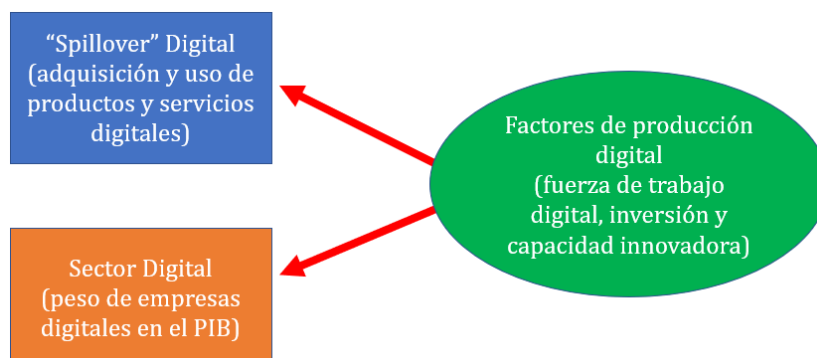 “Spillover” Digital
(adquisición y uso de
productos y servicios
digitales)
Factores de producción
digital
(fuerza de trabajo
digital, inversión y
capacidad innovadora)
Sector Digital
(peso de empresas
digitales en el PIB)